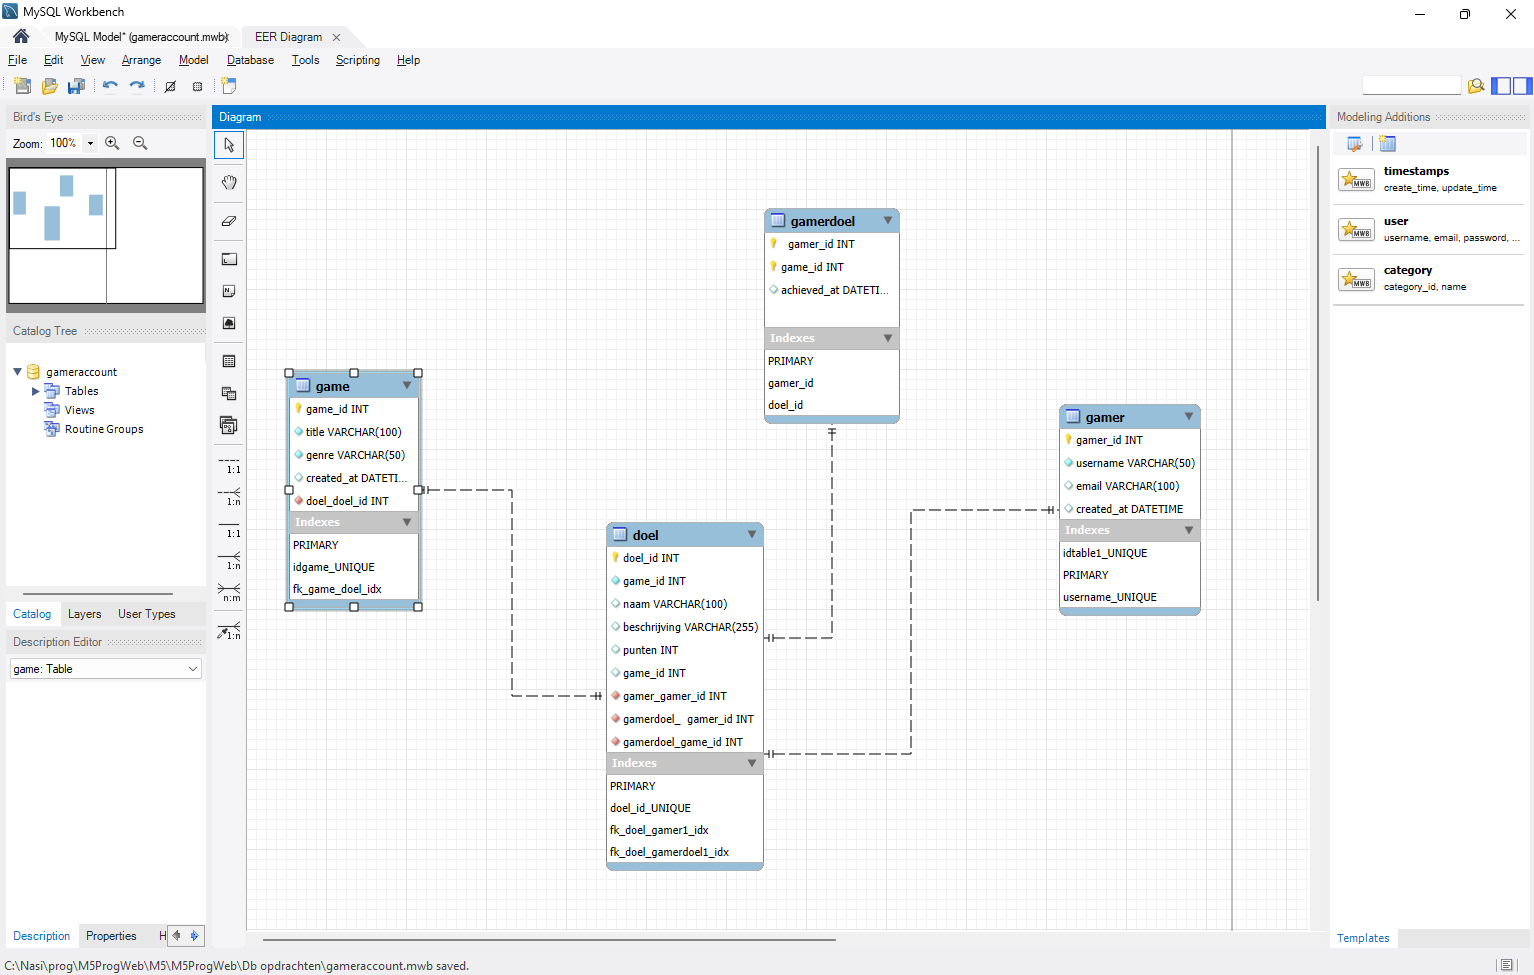 MySQL Workbench
MySQL Model* (gameraccount.mwb)
EER Diagram
File Edit View Arrange Model Database Tools Scripting Help
Bird's Eye
Zoom: 100%
Catalog Tree
gameraccount
Tables
Views
Routine Groups
Catalog Layers User Types
Description Editor
game: Table
Description Properties H
Diagram
1:1
1:n
1:1
1:n
n:m
1:n
game
game_id INT
title VARCHAR(100)
genre VARCHAR(50)
created_at DATETI...
doel_doel_id INT
Indexes
PRIMARY
idgame_UNIQUE
fk_game_doel_idx
doel
doel_id INT
game_id INT
naam VARCHAR(100)
beschrijving VARCHAR(255)
punten INT
game_id INT
gamer_gamer_id INT
gamerdoel_ gamer_id INT
gamerdoel_game_id INT
Indexes
PRIMARY
doel_id_UNIQUE
fk_doel_gamer1_idx
fk_doel_gamerdoel1_idx
gamerdoel
gamer_id INT
game_id INT
achieved_at DATETI...
Indexes
PRIMARY
gamer_id
doel_id
gamer
gamer_id INT
username VARCHAR(50)
email VARCHAR(100)
created_at DATETIME
Indexes
idtable1_UNIQUE
PRIMARY
username_UNIQUE
Modeling Additions
MWB
timestamps
create_time, update_time
MWB
user
username, email, password, ...
MWB
category
category_id, name
Templates
C:\Nasi\prog\M5ProgWeb\M5\M5ProgWeb\Db opdrachten\gameraccount.mwb saved.